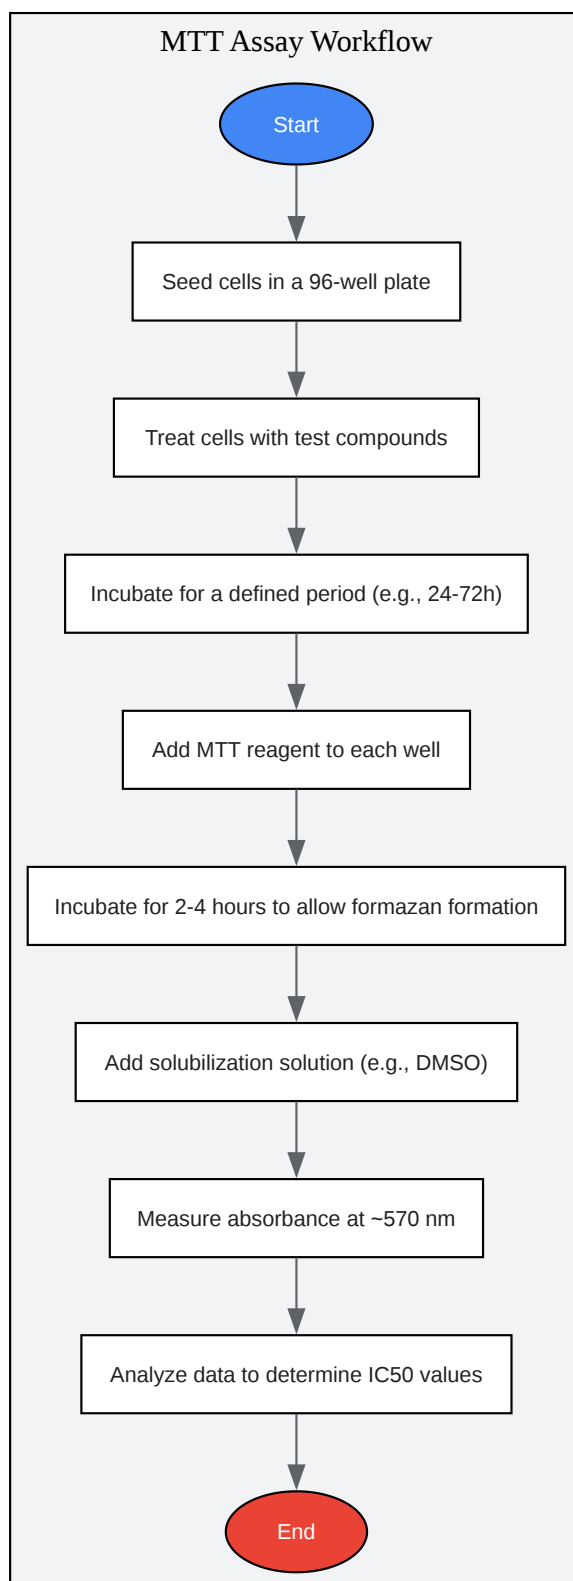 MTT Assay Workflow
Start
Seed cells in a 96-well plate
Treat cells with test compounds
Incubate for a defined period (e.g., 24-72h)
Add MTT reagent to each well
Incubate for 2-4 hours to allow formazan formation
Add solubilization solution (e.g., DMSO)
Measure absorbance at ~570 nm
Analyze data to determine IC50 values
End